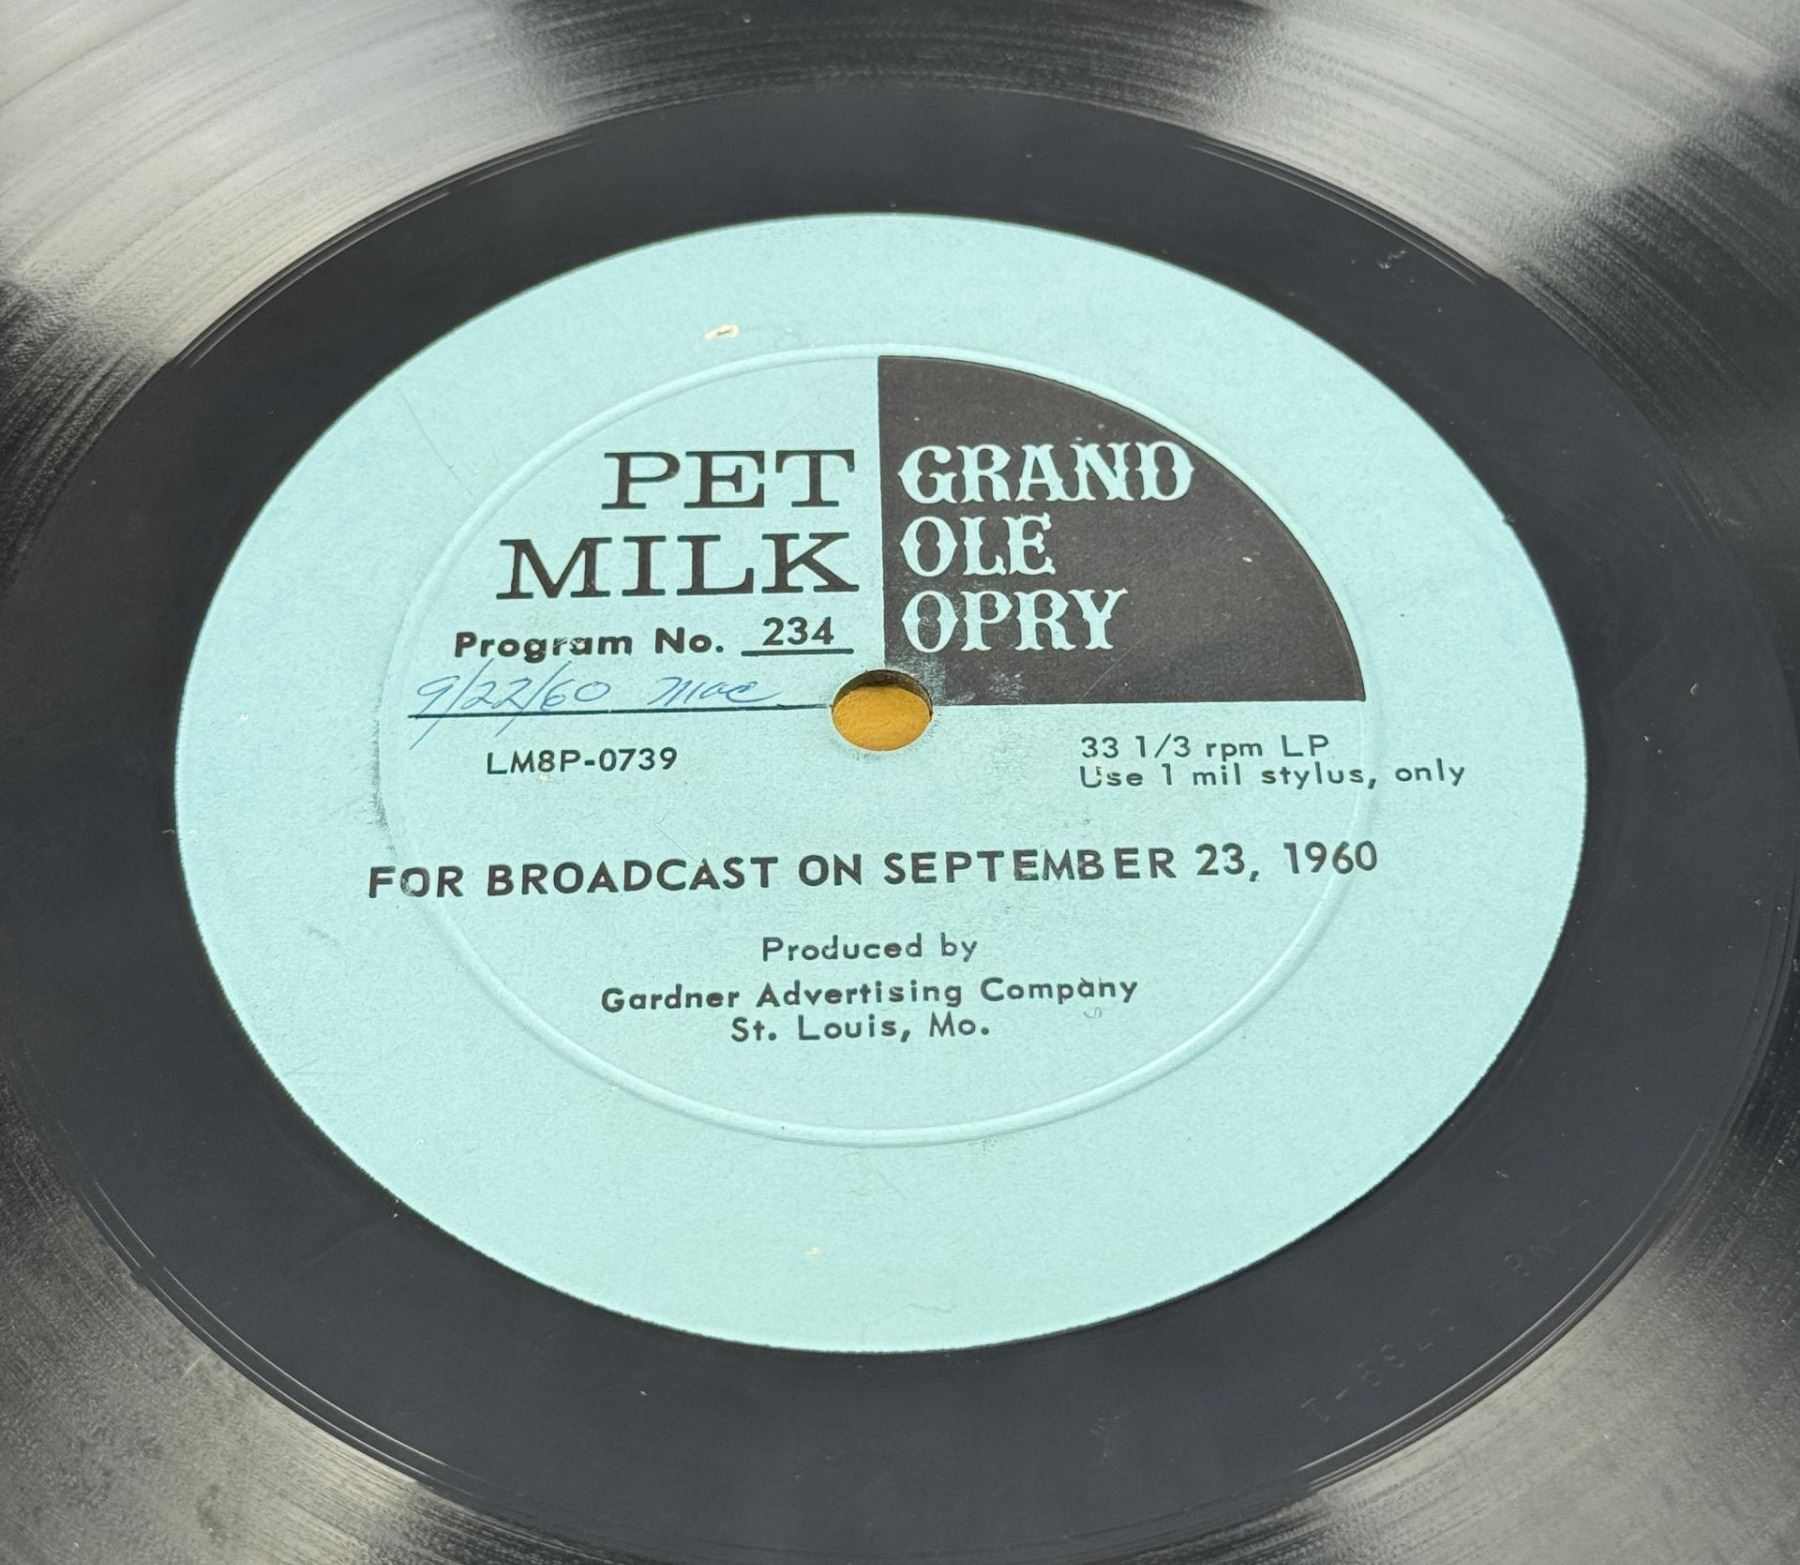 PET
MILK
GRAND
OLE
OPRY
Program No. 234
9/22/60 Mac
LM8P-0739
33 1/3 rpm LP
Use 1 mil stylus, only
FOR BROADCAST ON SEPTEMBER 23, 1960
Produced by
Gardner Advertising Company
St. Louis, Mo.